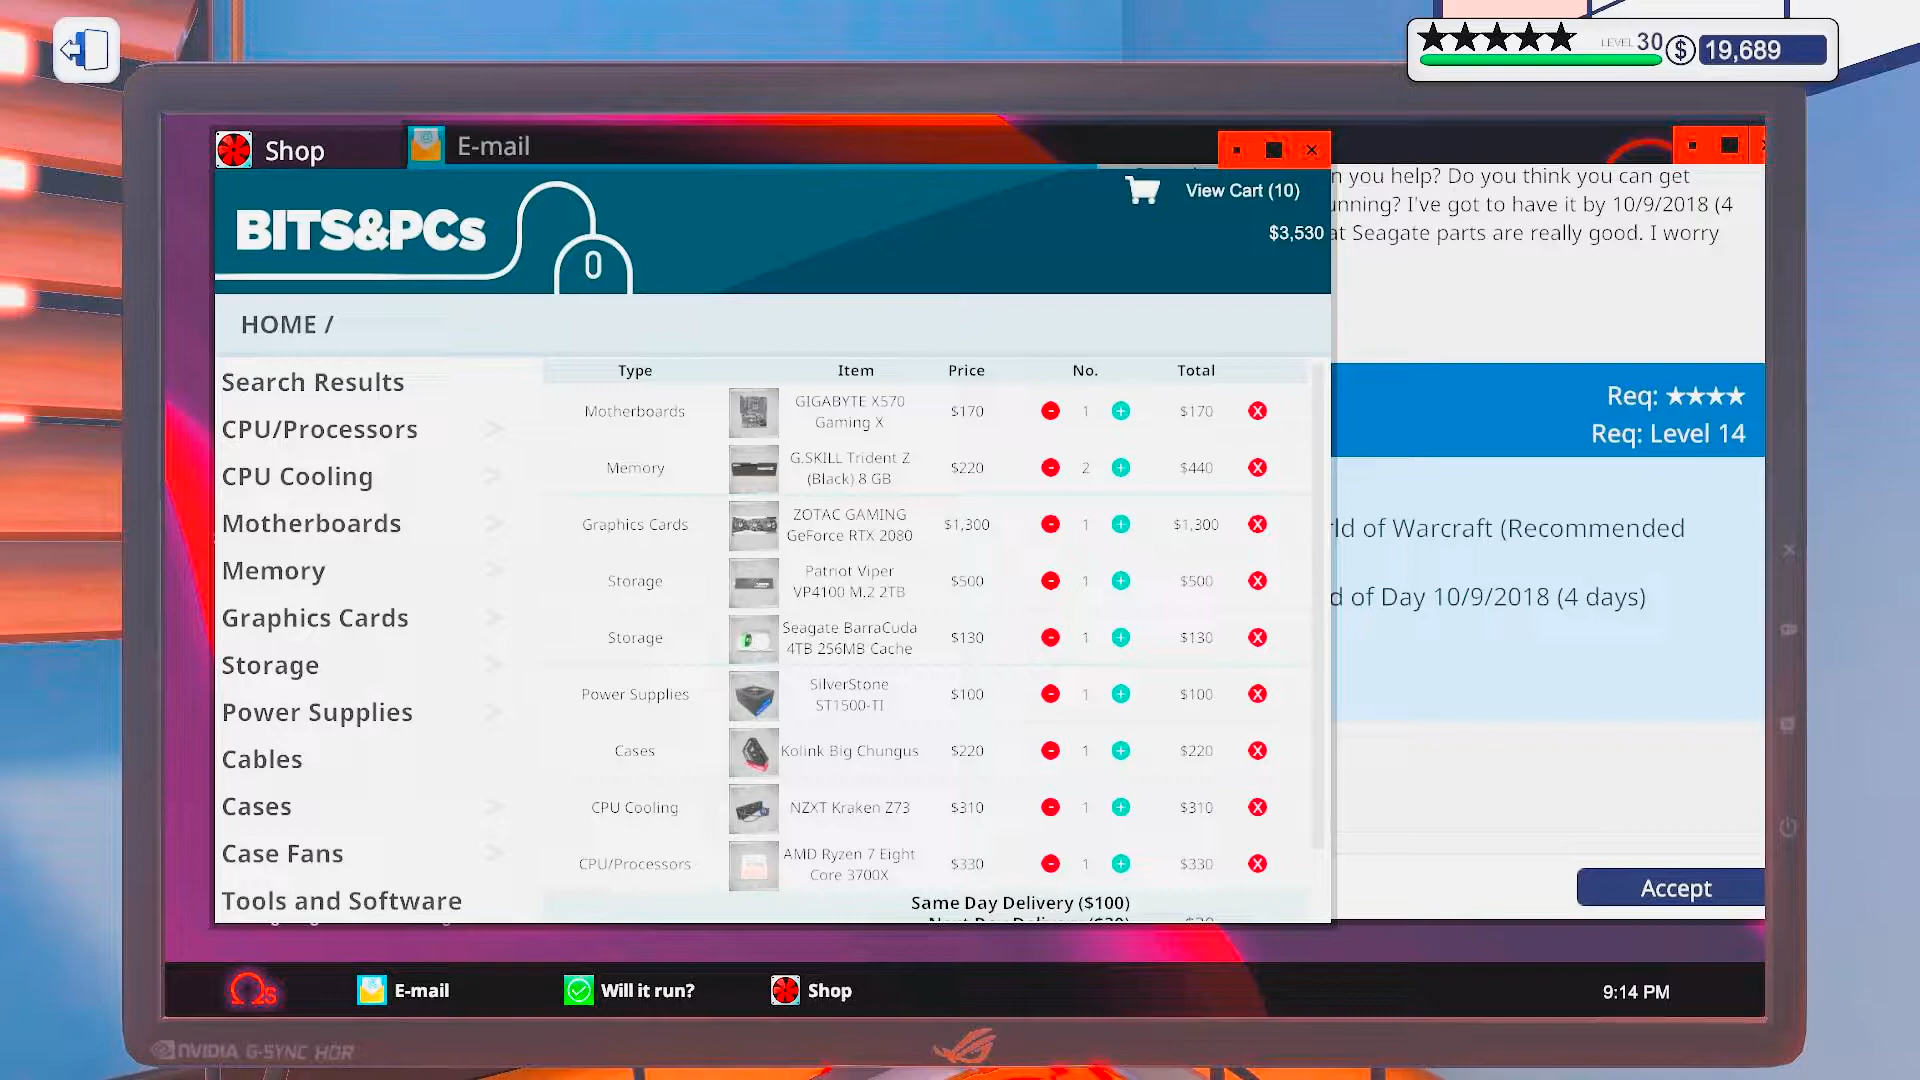 LEVEL 30 $ 19,689
Shop
E-mail
BITS&PCs
View Cart (10)
$3,530
HOME /
Search Results
CPU/Processors
CPU Cooling
Motherboards
Memory
Graphics Cards
Storage
Power Supplies
Cables
Cases
Case Fans
Tools and Software
Type Item Price No. Total
Motherboards GIGABYTE X570 Gaming X $170 1 $170
Memory G.SKILL Trident Z (Black) 8 GB $220 2 $440
Graphics Cards ZOTAC GAMING GeForce RTX 2080 $1,300 1 $1,300
Storage Patriot Viper VP4100 M.2 2TB $500 1 $500
Storage Seagate BarraCuda 4TB 256MB Cache $130 1 $130
Power Supplies SilverStone ST1500-TI $100 1 $100
Cases Kolink Big Chungus $220 1 $220
CPU Cooling NZXT Kraken Z73 $310 1 $310
CPU/Processors AMD Ryzen 7 Eight Core 3700X $330 1 $330
Same Day Delivery ($100)
n you help? Do you think you can get
unning? I've got to have it by 10/9/2018 (4
at Seagate parts are really good. I worry
Req: ★★★★
Req: Level 14
ld of Warcraft (Recommended
d of Day 10/9/2018 (4 days)
Accept
E-mail
Will it run?
Shop
9:14 PM
NVIDIA G-SYNC HDR